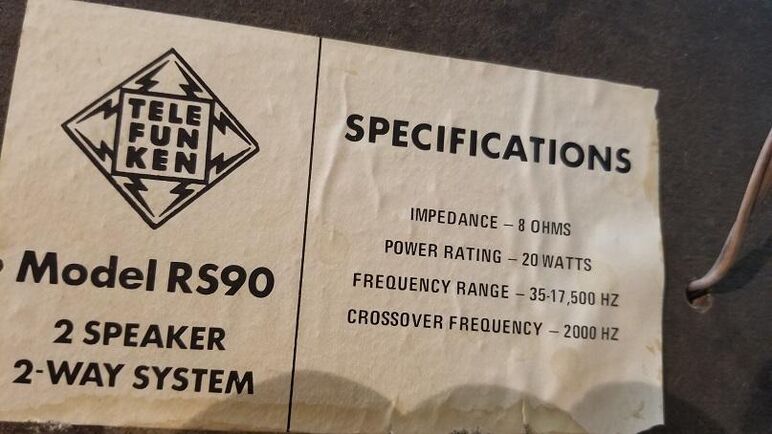 TELE
FUN
KEN
Model RS90
2 SPEAKER
2-WAY SYSTEM
SPECIFICATIONS
IMPEDANCE – 8 OHMS
POWER RATING – 20 WATTS
FREQUENCY RANGE – 35-17,500 HZ
CROSSOVER FREQUENCY – 2000 HZ